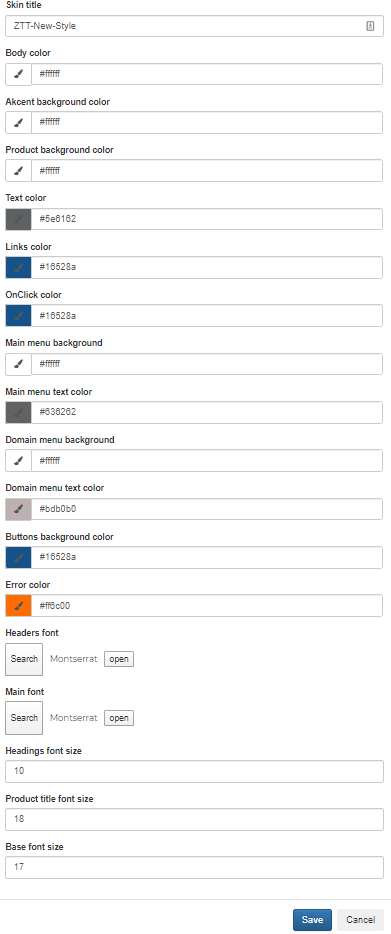 Skin title
ZTT-New-Style
Body color
#ffffff
Akcent background color
#ffffff
Product background color
#ffffff
Text color
#5e6162
Links color
#16528a
OnClick color
#16528a
Main menu background
#ffffff
Main menu text color
#636262
Domain menu background
#ffffff
Domain menu text color
#bdb0b0
Buttons background color
#16528a
Error color
#ff6c00
Headers font
Search Montserrat open
Main font
Search Montserrat open
Headings font size
10
Product title font size
18
Base font size
17
Save Cancel